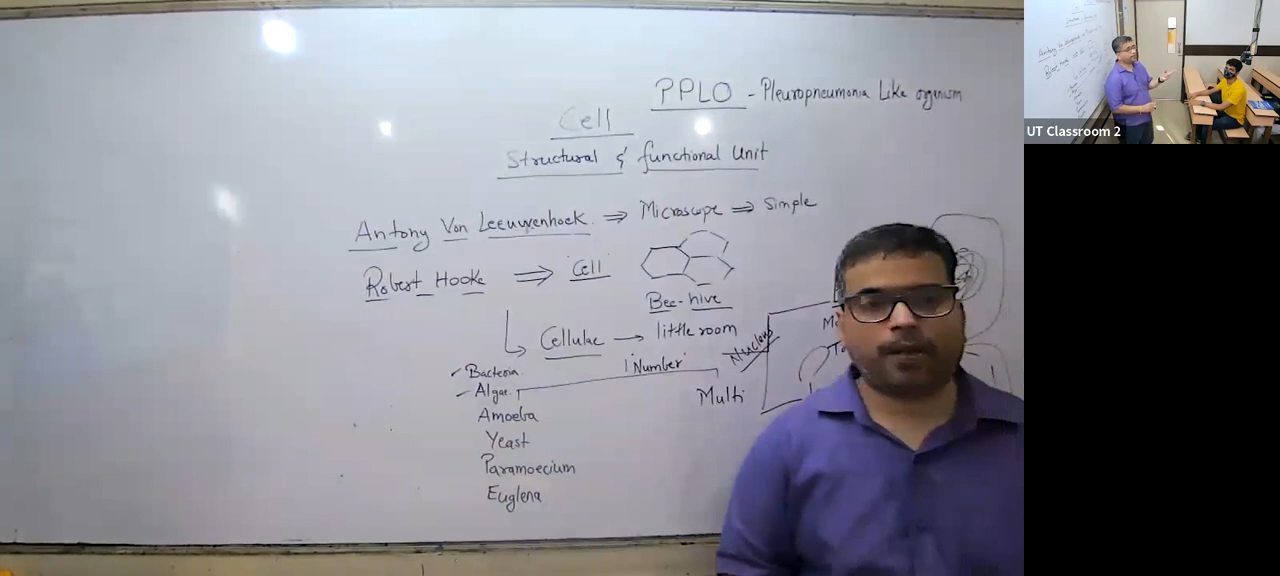 PPLO - Pleuropneumonia Like organism
Cell
Structural & functional Unit
Antony Von Leeuwenhoek ⇒ Microscope ⇒ Simple
Robert Hooke ⇒ Cell
Bee-hive
Cellulae → little room
Nucleus
Number
Bacteria
Algae
Multi
Amoeba
Yeast
Paramoecium
Euglena
UT Classroom 2